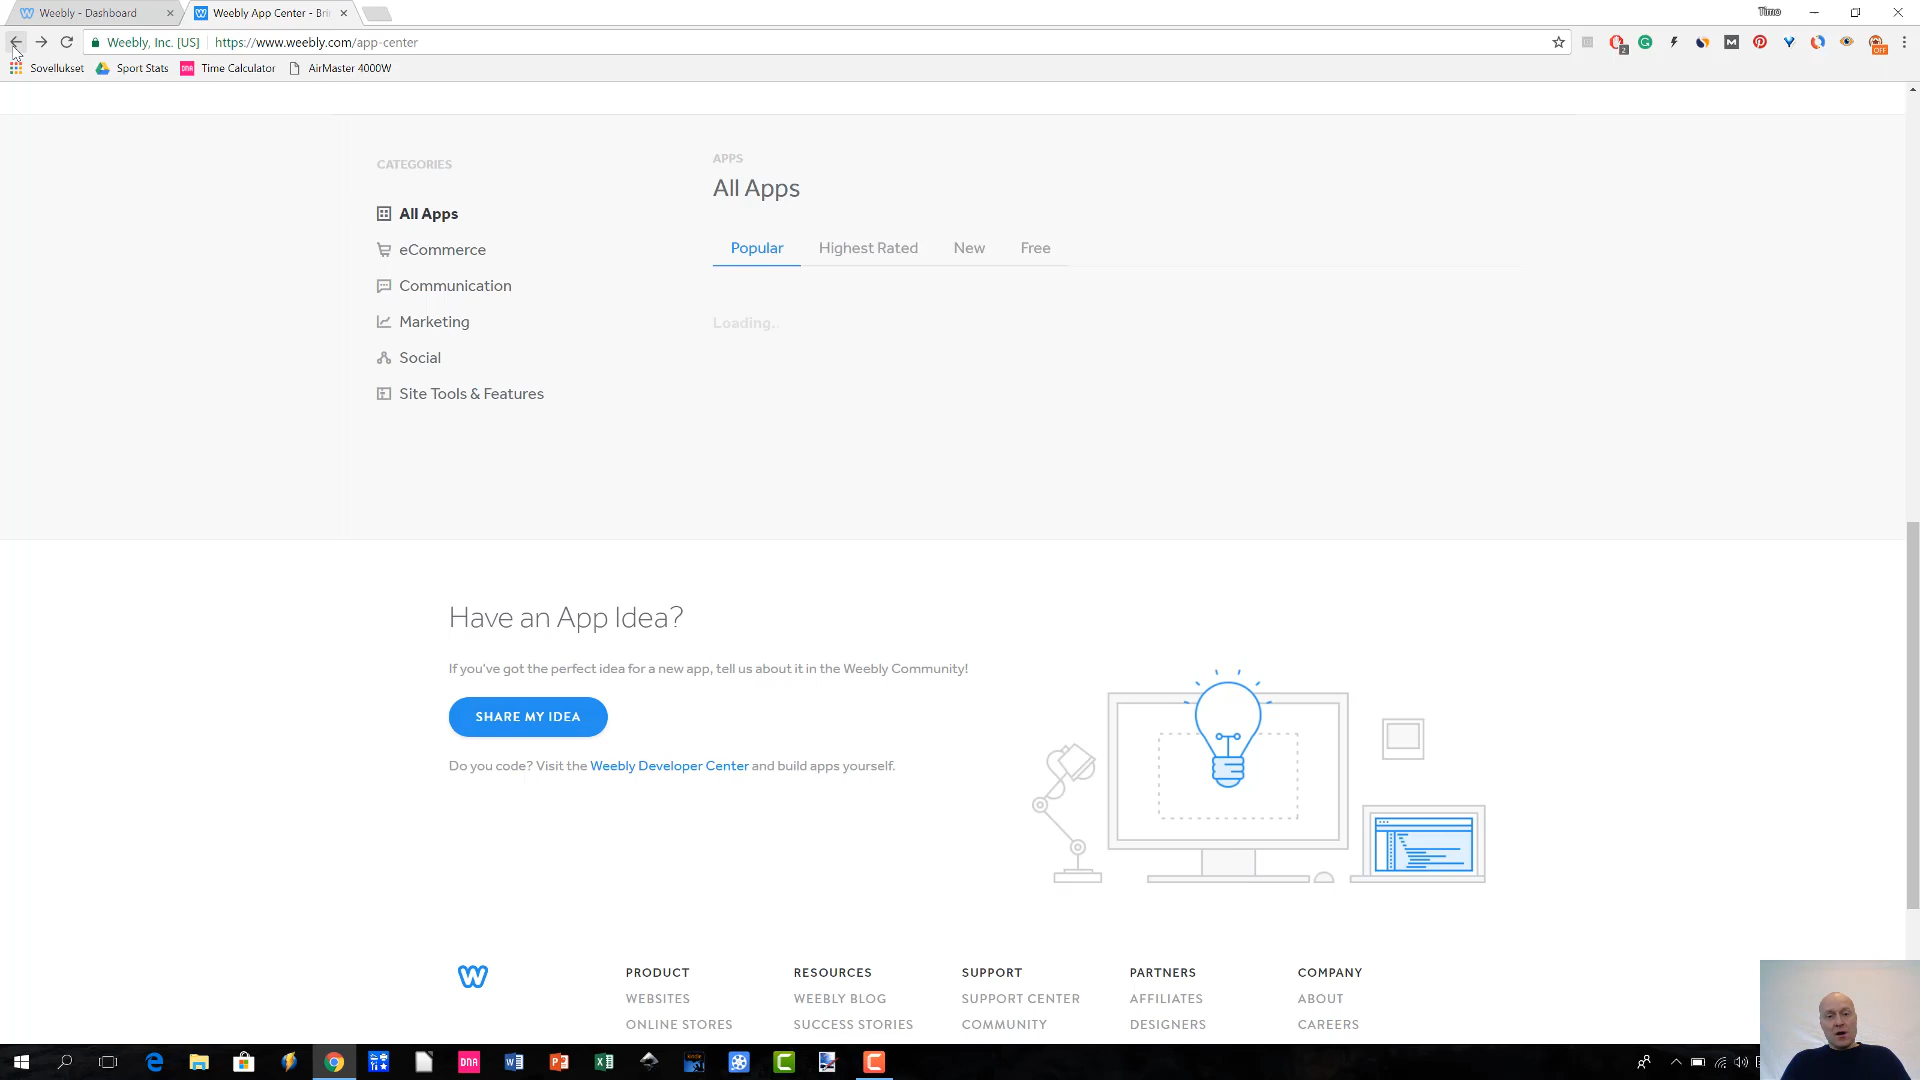 Weebly - Dashboard
Weebly App Center - Bri
Timo
Weebly, Inc. [US]
https://www.weebly.com/app-center
Sovellukset
Sport Stats
DNA
Time Calculator
AirMaster 4000W
CATEGORIES
All Apps
eCommerce
Communication
Marketing
Social
Site Tools & Features
APPS
All Apps
Popular
Highest Rated
New
Free
Loading..
Have an App Idea?
If you've got the perfect idea for a new app, tell us about it in the Weebly Community!
SHARE MY IDEA
Do you code? Visit the Weebly Developer Center and build apps yourself.
PRODUCT
WEBSITES
ONLINE STORES
RESOURCES
WEEBLY BLOG
SUCCESS STORIES
SUPPORT
SUPPORT CENTER
COMMUNITY
PARTNERS
AFFILIATES
DESIGNERS
COMPANY
ABOUT
CAREERS
DNA